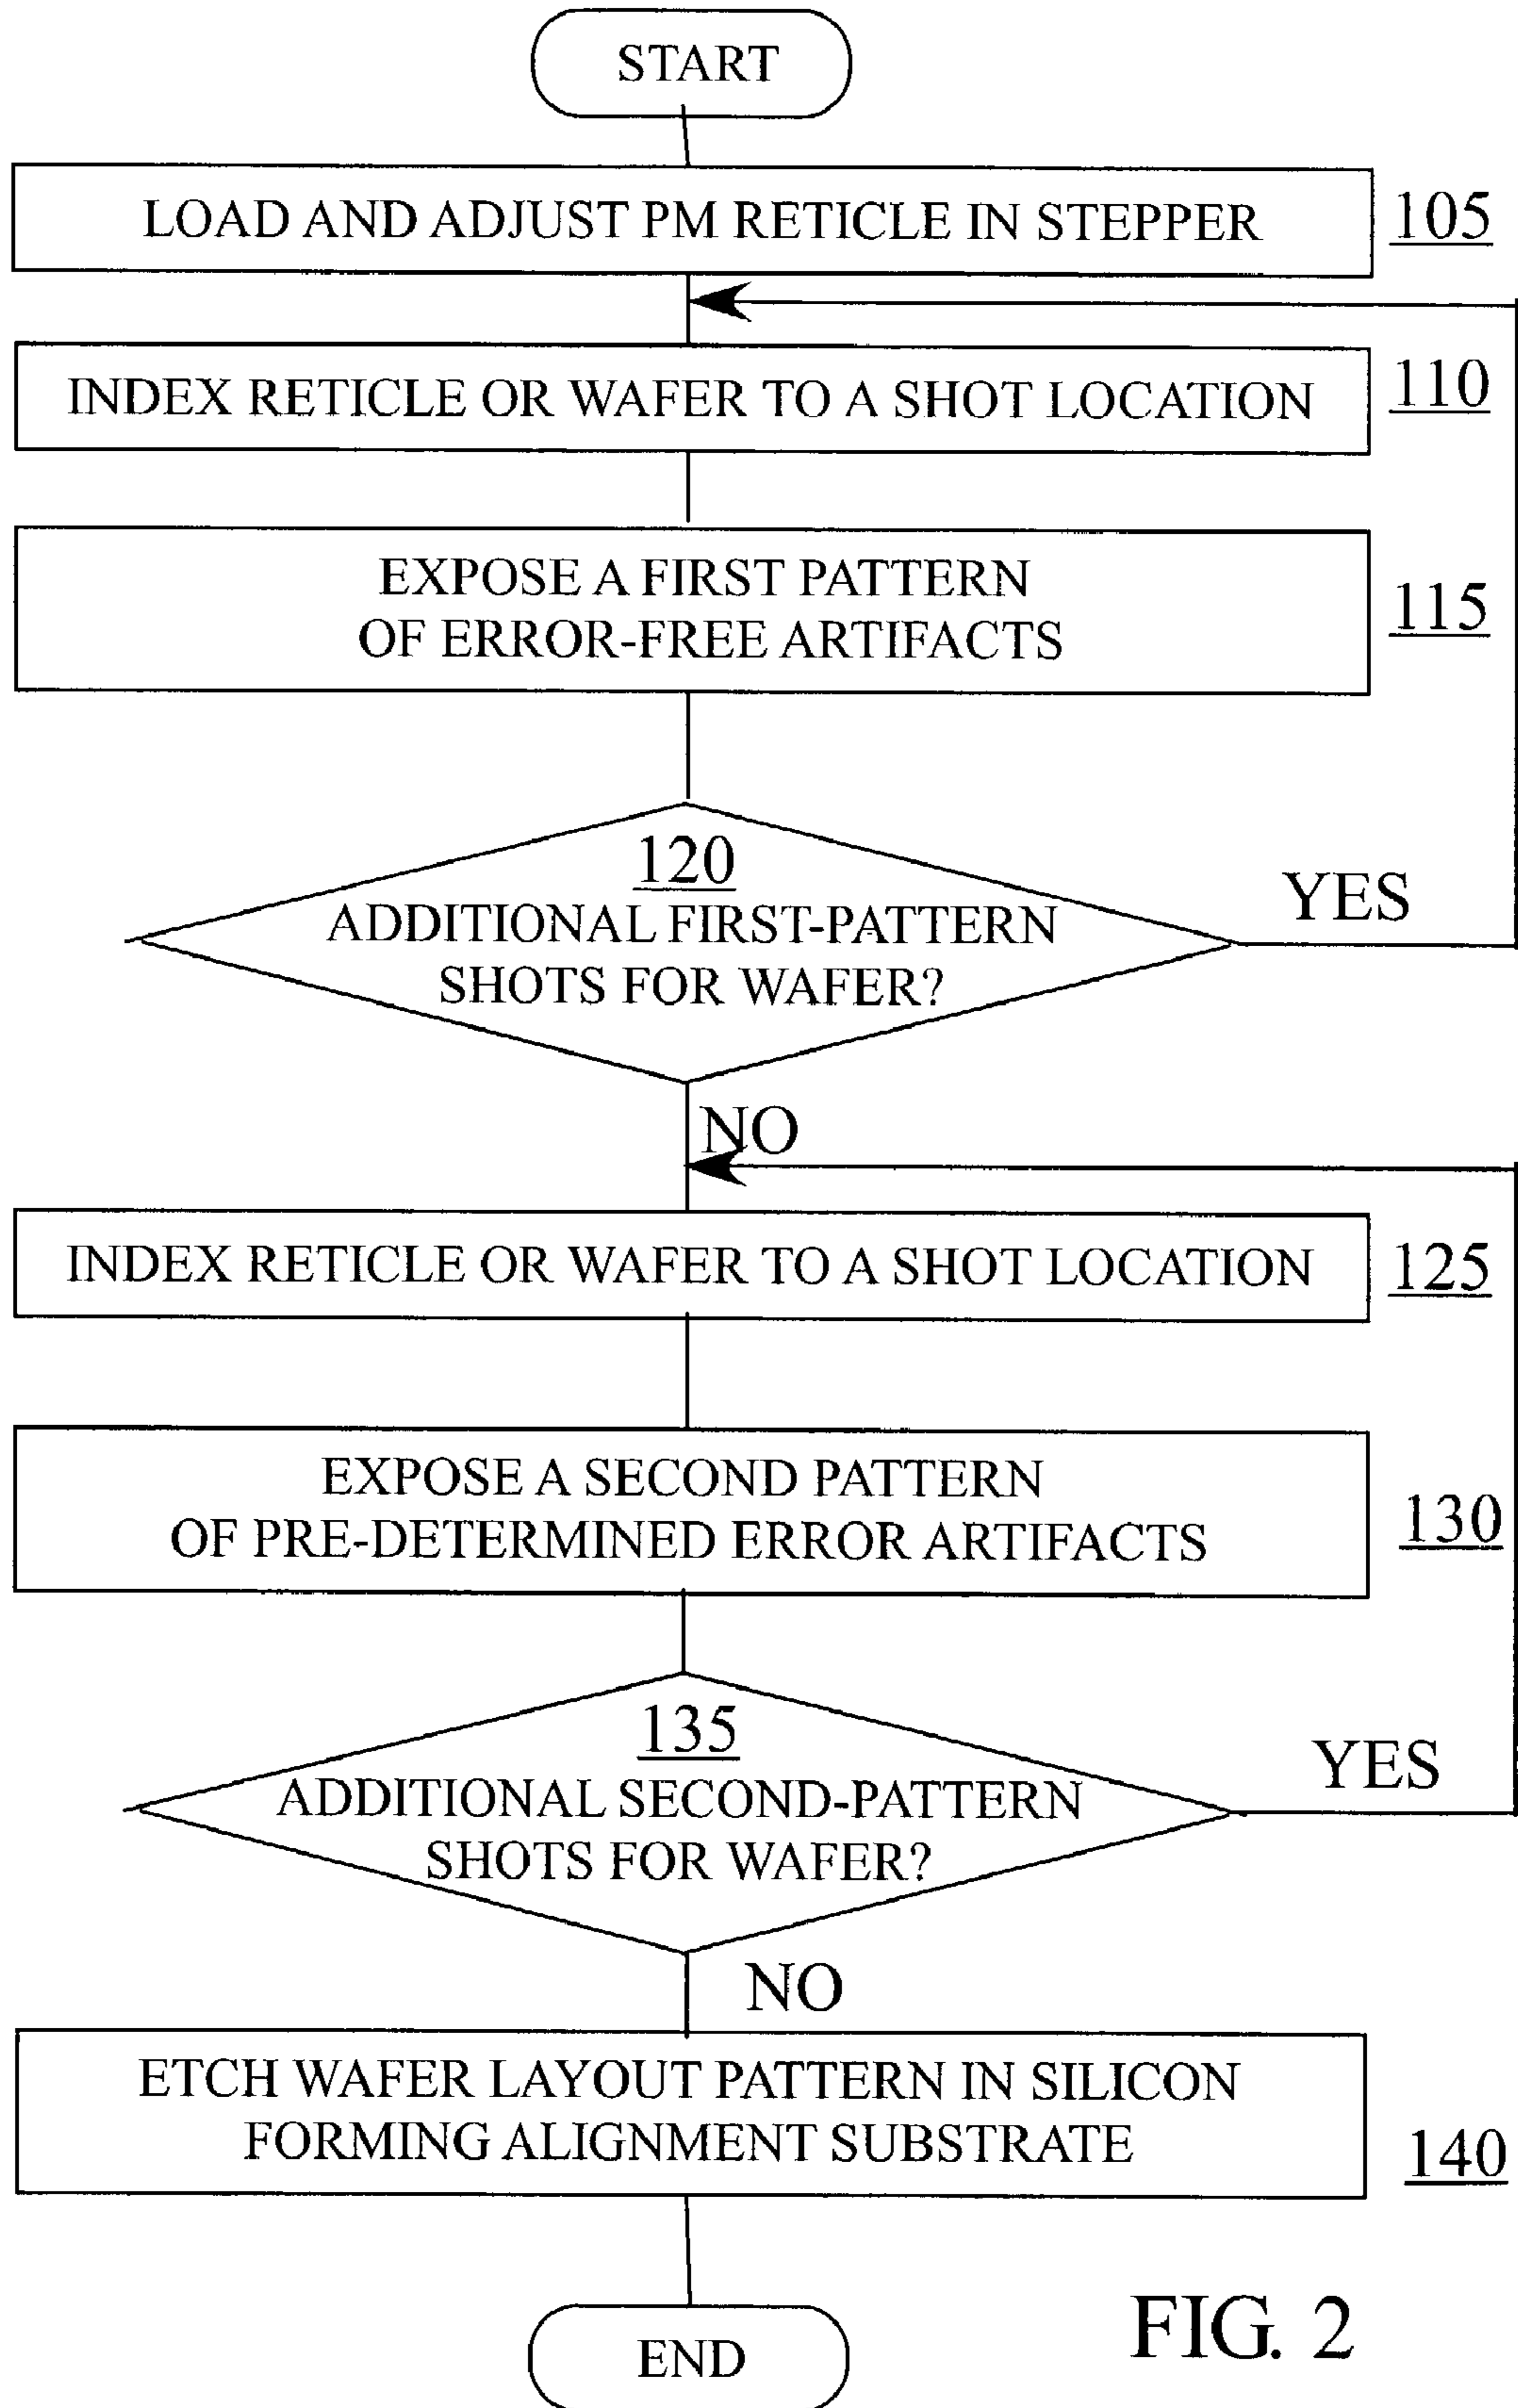 START
LOAD AND ADJUST PM RETICLE IN STEPPER
105
INDEX RETICLE OR WAFER TO A SHOT LOCATION
110
EXPOSE A FIRST PATTERN
OF ERROR-FREE ARTIFACTS
115
120
ADDITIONAL FIRST-PATTERN
SHOTS FOR WAFER?
YES
NO
INDEX RETICLE OR WAFER TO A SHOT LOCATION
125
EXPOSE A SECOND PATTERN
OF PRE-DETERMINED ERROR ARTIFACTS
130
135
ADDITIONAL SECOND-PATTERN
SHOTS FOR WAFER?
YES
NO
ETCH WAFER LAYOUT PATTERN IN SILICON
FORMING ALIGNMENT SUBSTRATE
140
END
FIG. 2